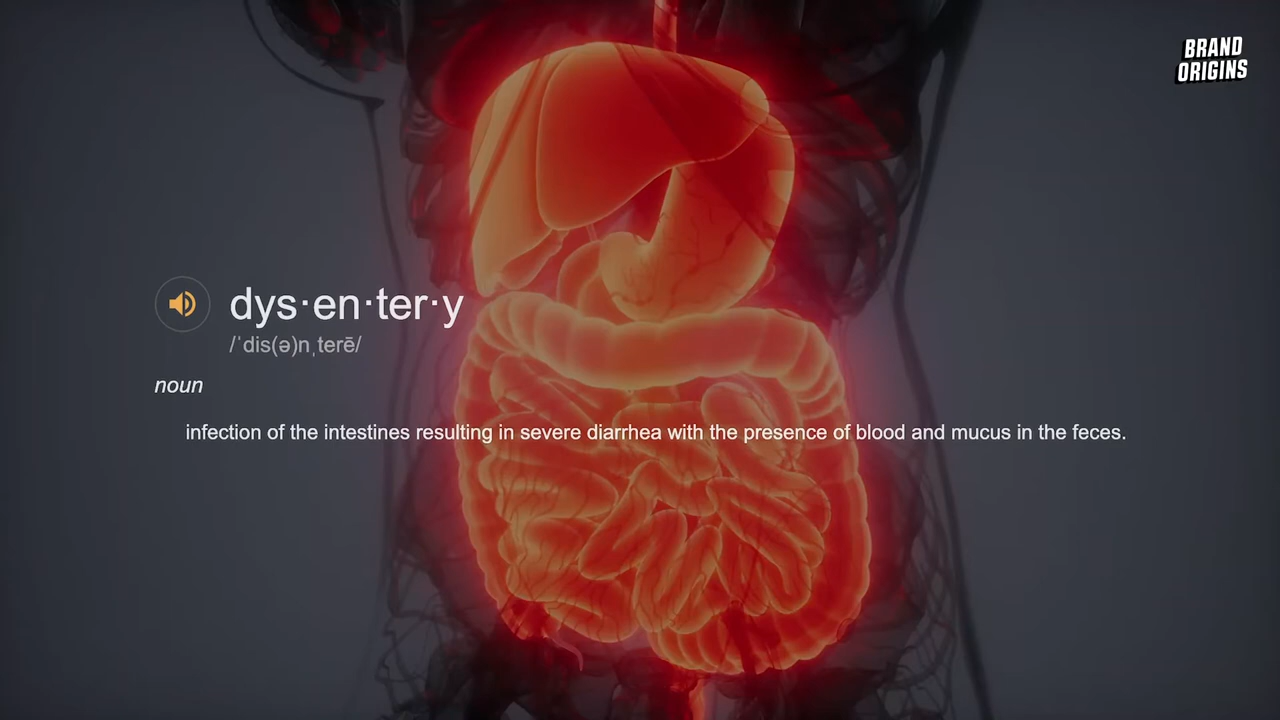 BRAND
ORIGINS
dys·en·ter·y
/ˈdis(ə)nˌterē/
noun
infection of the intestines resulting in severe diarrhea with the presence of blood and mucus in the feces.